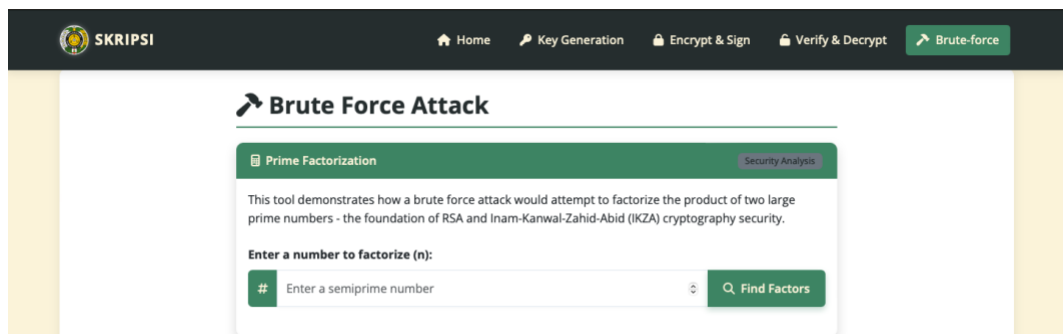 SKRIPSI
Home
Key Generation
Encrypt & Sign
Verify & Decrypt
Brute-force
Brute Force Attack
Prime Factorization
Security Analysis
This tool demonstrates how a brute force attack would attempt to factorize the product of two large
prime numbers - the foundation of RSA and Inam-Kanwal-Zahid-Abid (IKZA) cryptography security.
Enter a number to factorize (n):
# Enter a semiprime number
Find Factors